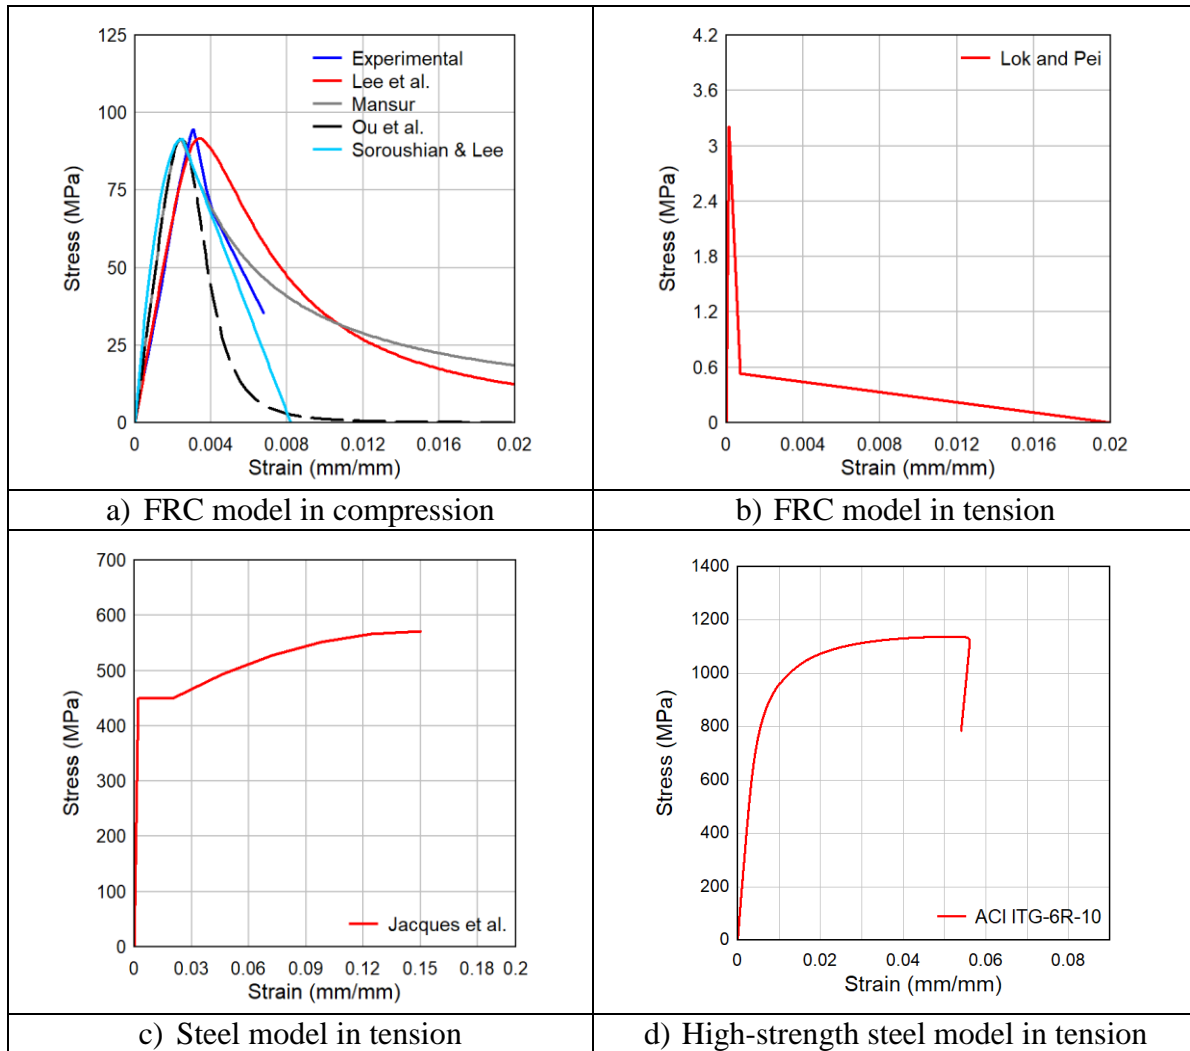 125
100
75
50
25
0
Stress (MPa)
Experimental
Lee et al.
Mansur
Ou et al.
Soroushian & Lee
0 0.004 0.008 0.012 0.016 0.02
Strain (mm/mm)
a) FRC model in compression
4.2
3.6
3
2.4
1.8
1.2
0.6
0
Stress (MPa)
Lok and Pei
0 0.004 0.008 0.012 0.016 0.02
Strain (mm/mm)
b) FRC model in tension
700
600
500
400
300
200
100
0
Stress (MPa)
Jacques et al.
0 0.03 0.06 0.09 0.12 0.15 0.18 0.2
Strain (mm/mm)
c) Steel model in tension
1400
1200
1000
800
600
400
200
0
Stress (MPa)
ACI ITG-6R-10
0 0.02 0.04 0.06 0.08
Strain (mm/mm)
d) High-strength steel model in tension